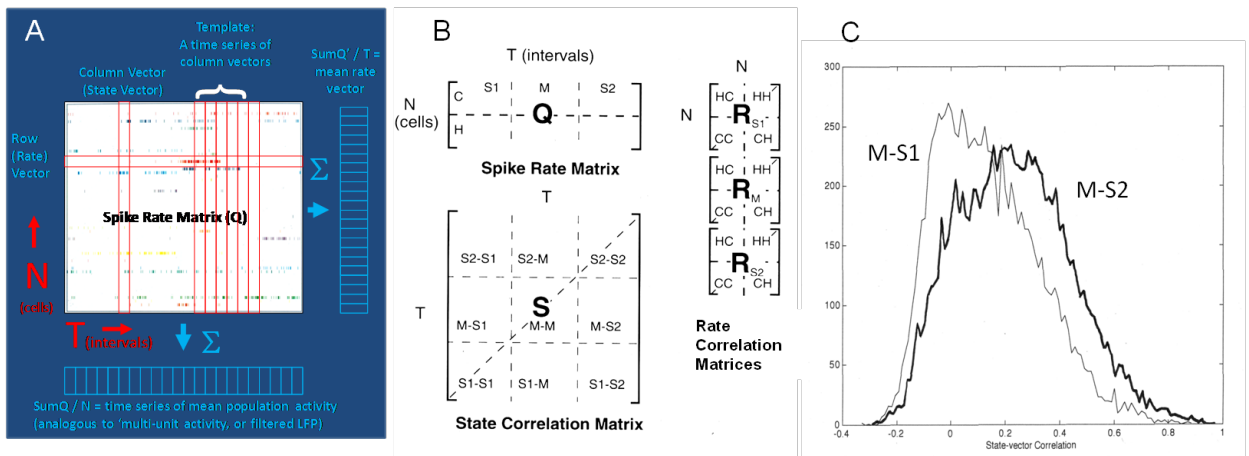 A
Template:
A time series of
column vectors
SumQ' / T =
mean rate
vector
Column Vector
(State Vector)
Row
(Rate)
Vector
Σ
Spike Rate Matrix (Q)
N
(cells)
T (intervals)
Σ
SumQ / N = time series of mean population activity
(analogous to 'multi-unit activity, or filtered LFP)
B
T (intervals)
N
(cells)
C S1 M S2
Q
H
Spike Rate Matrix
T
T
S2-S1 S2-M S2-S2
S
M-S1 M-M M-S2
S1-S1 S1-M S1-S2
State Correlation Matrix
N
N
HC HH
R S1
CC CH
HC HH
R M
CC CH
HC HH
R S2
CC CH
Rate
Correlation
Matrices
C
300
250
200
150
100
50
0
M-S1
M-S2
-0.4 -0.2 0 0.2 0.4 0.6 0.8 1
State-vector Correlation